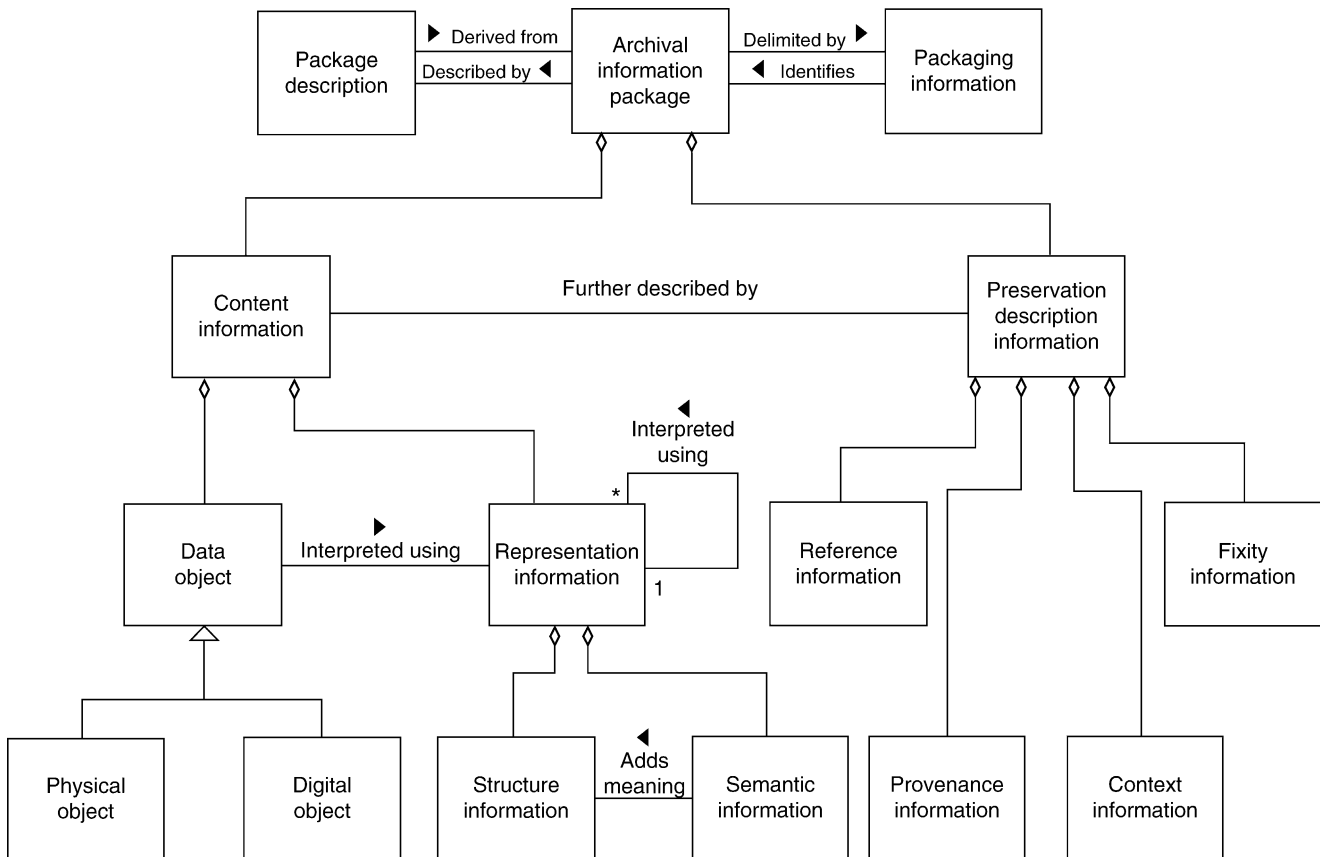 Package
description
▶ Derived from
Described by ◀
Archival
information
package
Delimited by ▶
◀ Identifies
Packaging
information
Content
information
Further described by
Preservation
description
information
◀
Interpreted
using
*
1
Data
object
▶
Interpreted using
Representation
information
Reference
information
Fixity
information
Physical
object
Digital
object
Structure
information
◀
Adds
meaning
Semantic
information
Provenance
information
Context
information